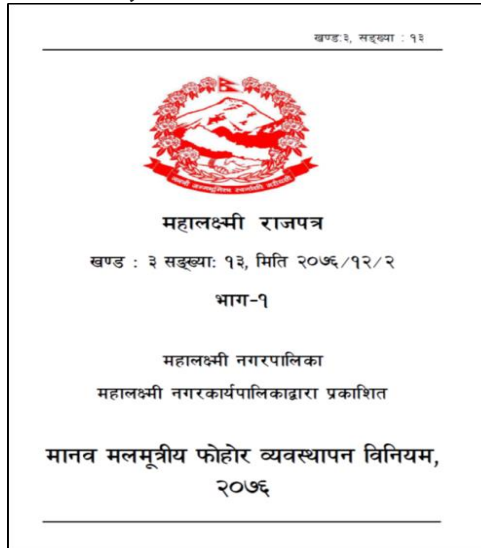 खण्ड:३, सङ्ख्या : १३
महालक्ष्मी राजपत्र
खण्ड : ३ सङ्ख्या: १३, मिति २०७६/१२/२
भाग-१
महालक्ष्मी नगरपालिका
महालक्ष्मी नगरकार्यपालिकाद्वारा प्रकाशित
मानव मलमूत्रीय फोहोर व्यवस्थापन विनियम,
२०७६